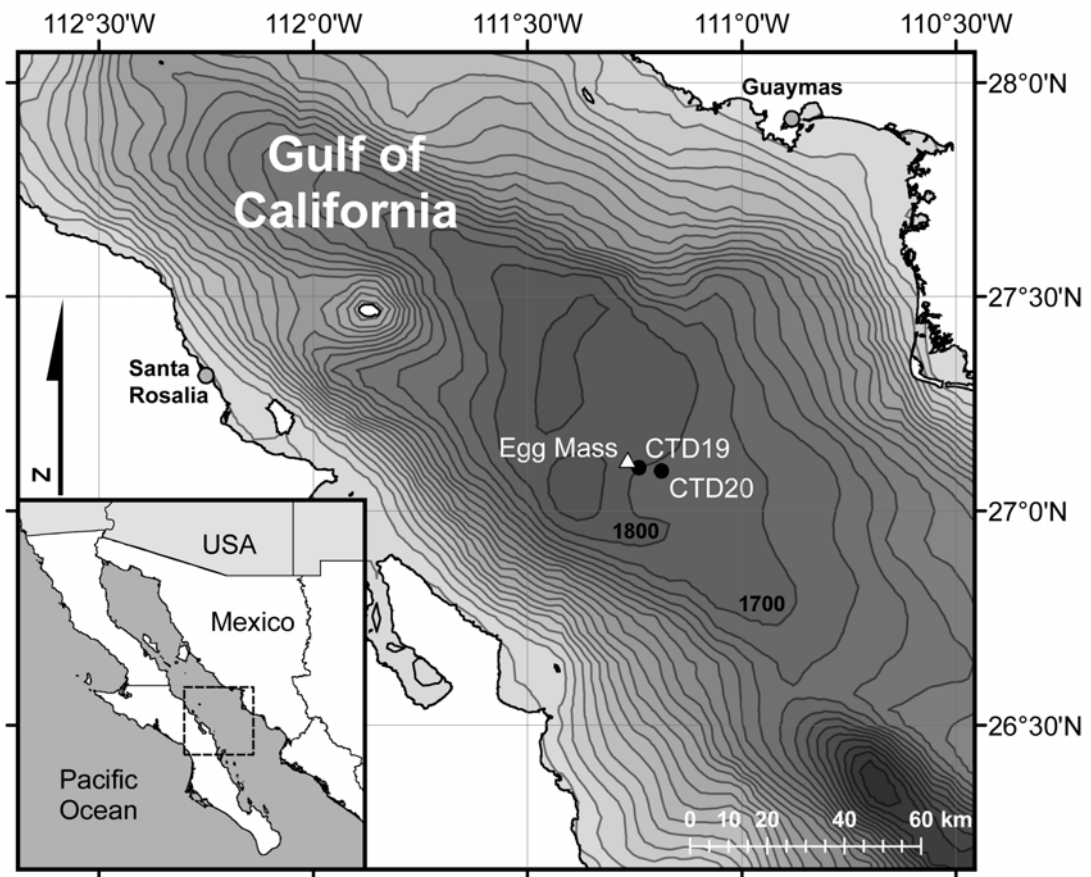 112°30'W 112°0'W 111°30'W 111°0'W 110°30'W
28°0'N
Guaymas
Gulf of
California
27°30'N
Santa
Rosalia
Egg Mass CTD19
CTD20
N
27°0'N
1800
USA
1700
Mexico
26°30'N
Pacific
Ocean
0 10 20 40 60 km